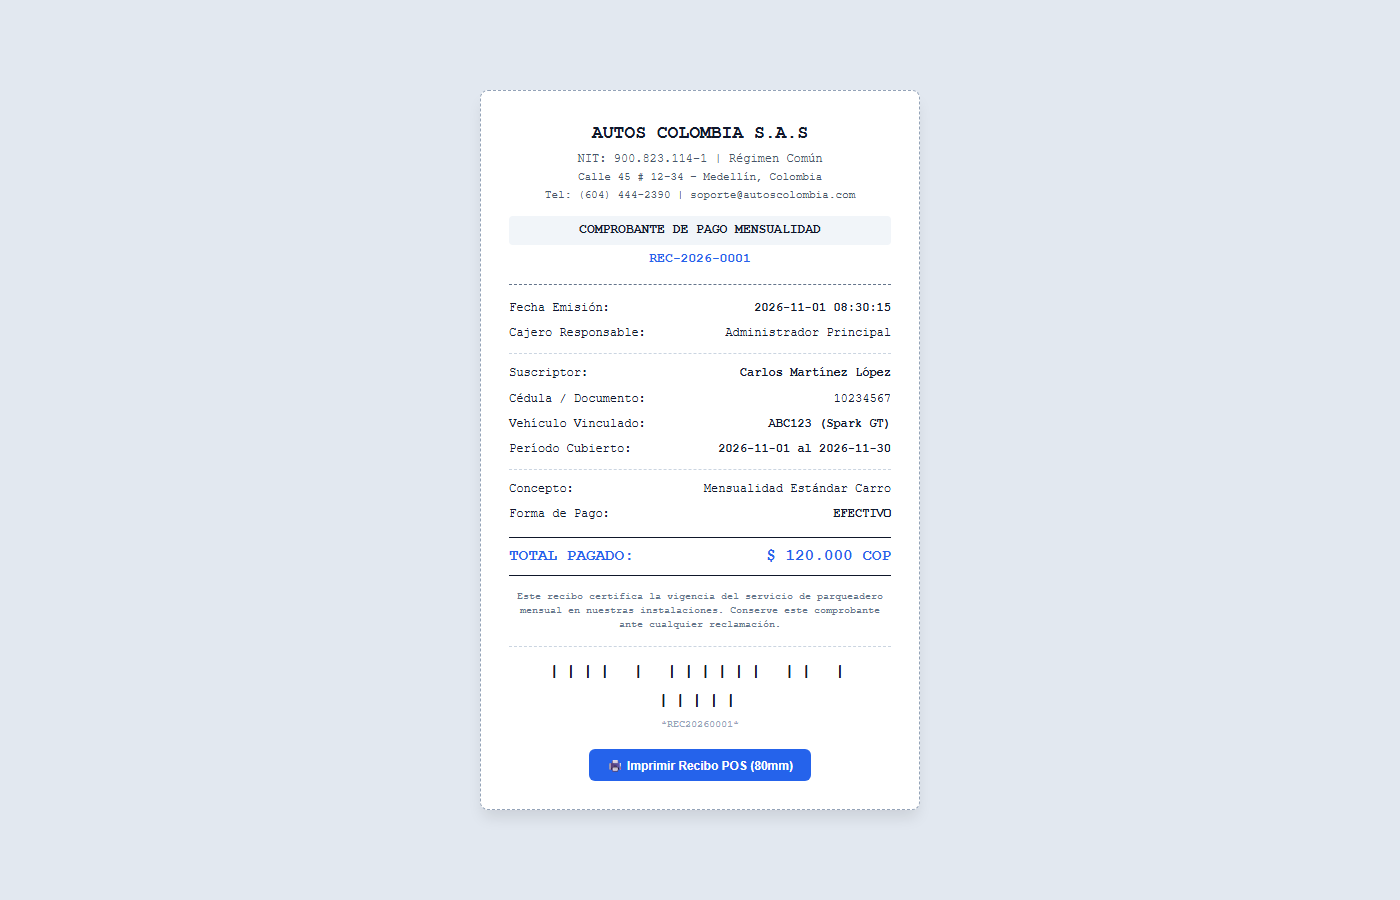 AUTOS COLOMBIA S.A.S
NIT: 900.823.114-1 | Régimen Común
Calle 45 # 12-34 - Medellín, Colombia
Tel: (604) 444-2390 | soporte@autoscolombia.com
COMPROBANTE DE PAGO MENSUALIDAD
REC-2026-0001
Fecha Emisión: 2026-11-01 08:30:15
Cajero Responsable: Administrador Principal
Suscriptor: Carlos Martínez López
Cédula / Documento: 10234567
Vehículo Vinculado: ABC123 (Spark GT)
Período Cubierto: 2026-11-01 al 2026-11-30
Concepto: Mensualidad Estándar Carro
Forma de Pago: EFECTIVO
TOTAL PAGADO: $ 120.000 COP
Este recibo certifica la vigencia del servicio de parqueadero
mensual en nuestras instalaciones. Conserve este comprobante
ante cualquier reclamación.
*REC20260001*
Imprimir Recibo POS (80mm)